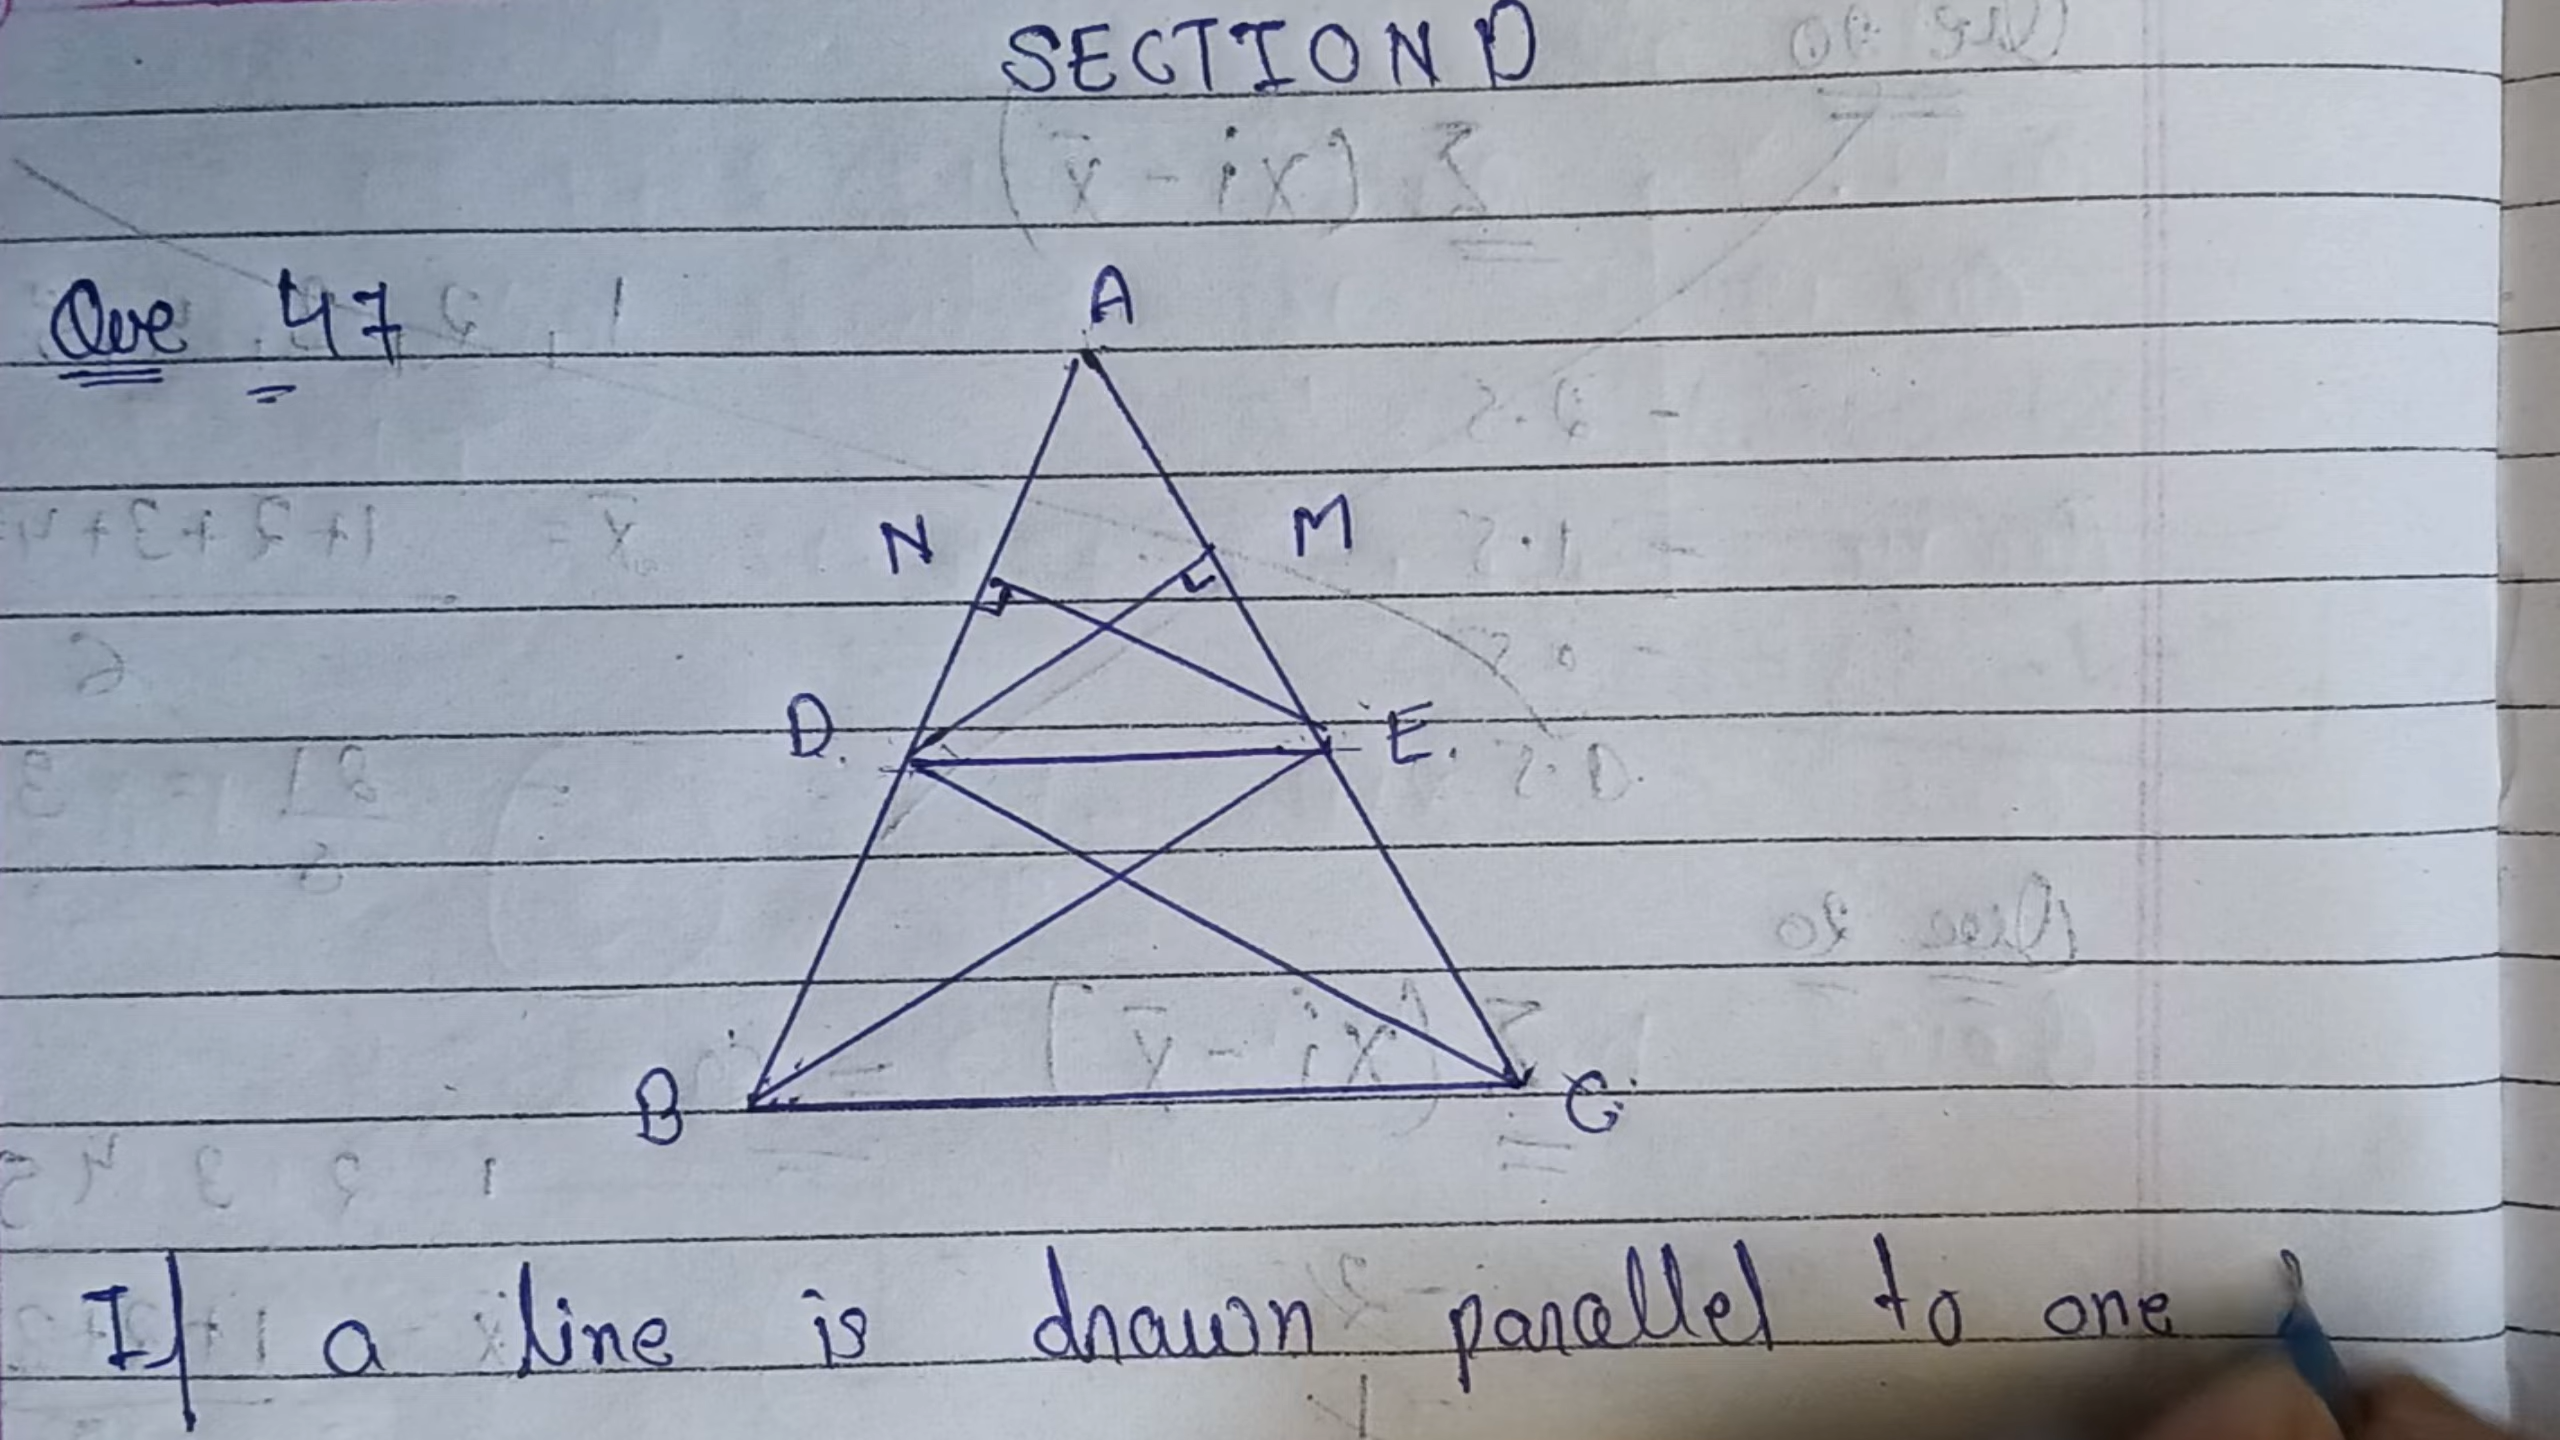 SECTION D
Que 47
A
N M
D. E.
B C
If a line is drawn parallel to one